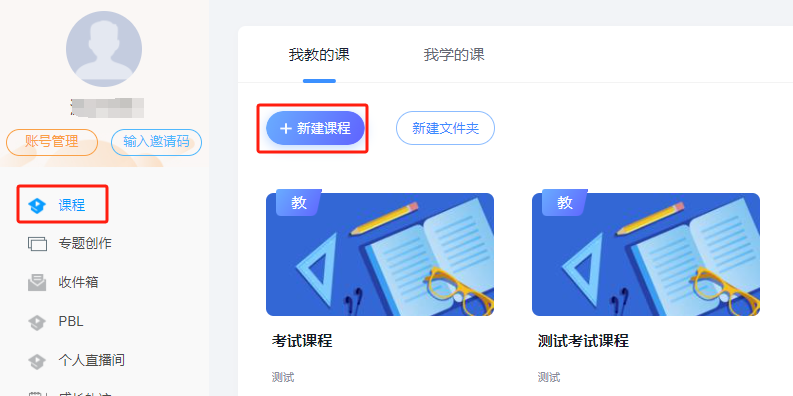 账号管理
输入邀请码
课程
专题创作
收件箱
PBL
个人直播间
我教的课
我学的课
+ 新建课程
新建文件夹
教
教
考试课程
测试考试课程
测试
测试